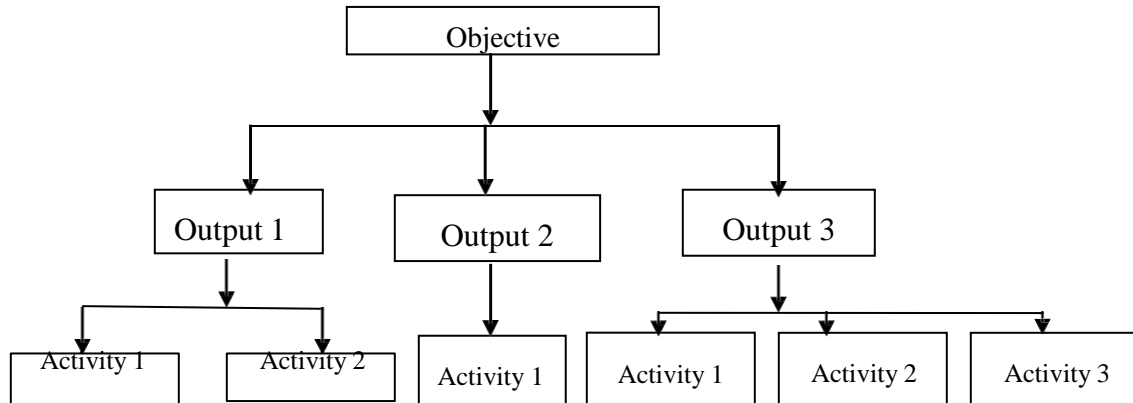 Objective
Output 1
Output 2
Output 3
Activity 1
Activity 2
Activity 1
Activity 1
Activity 2
Activity 3